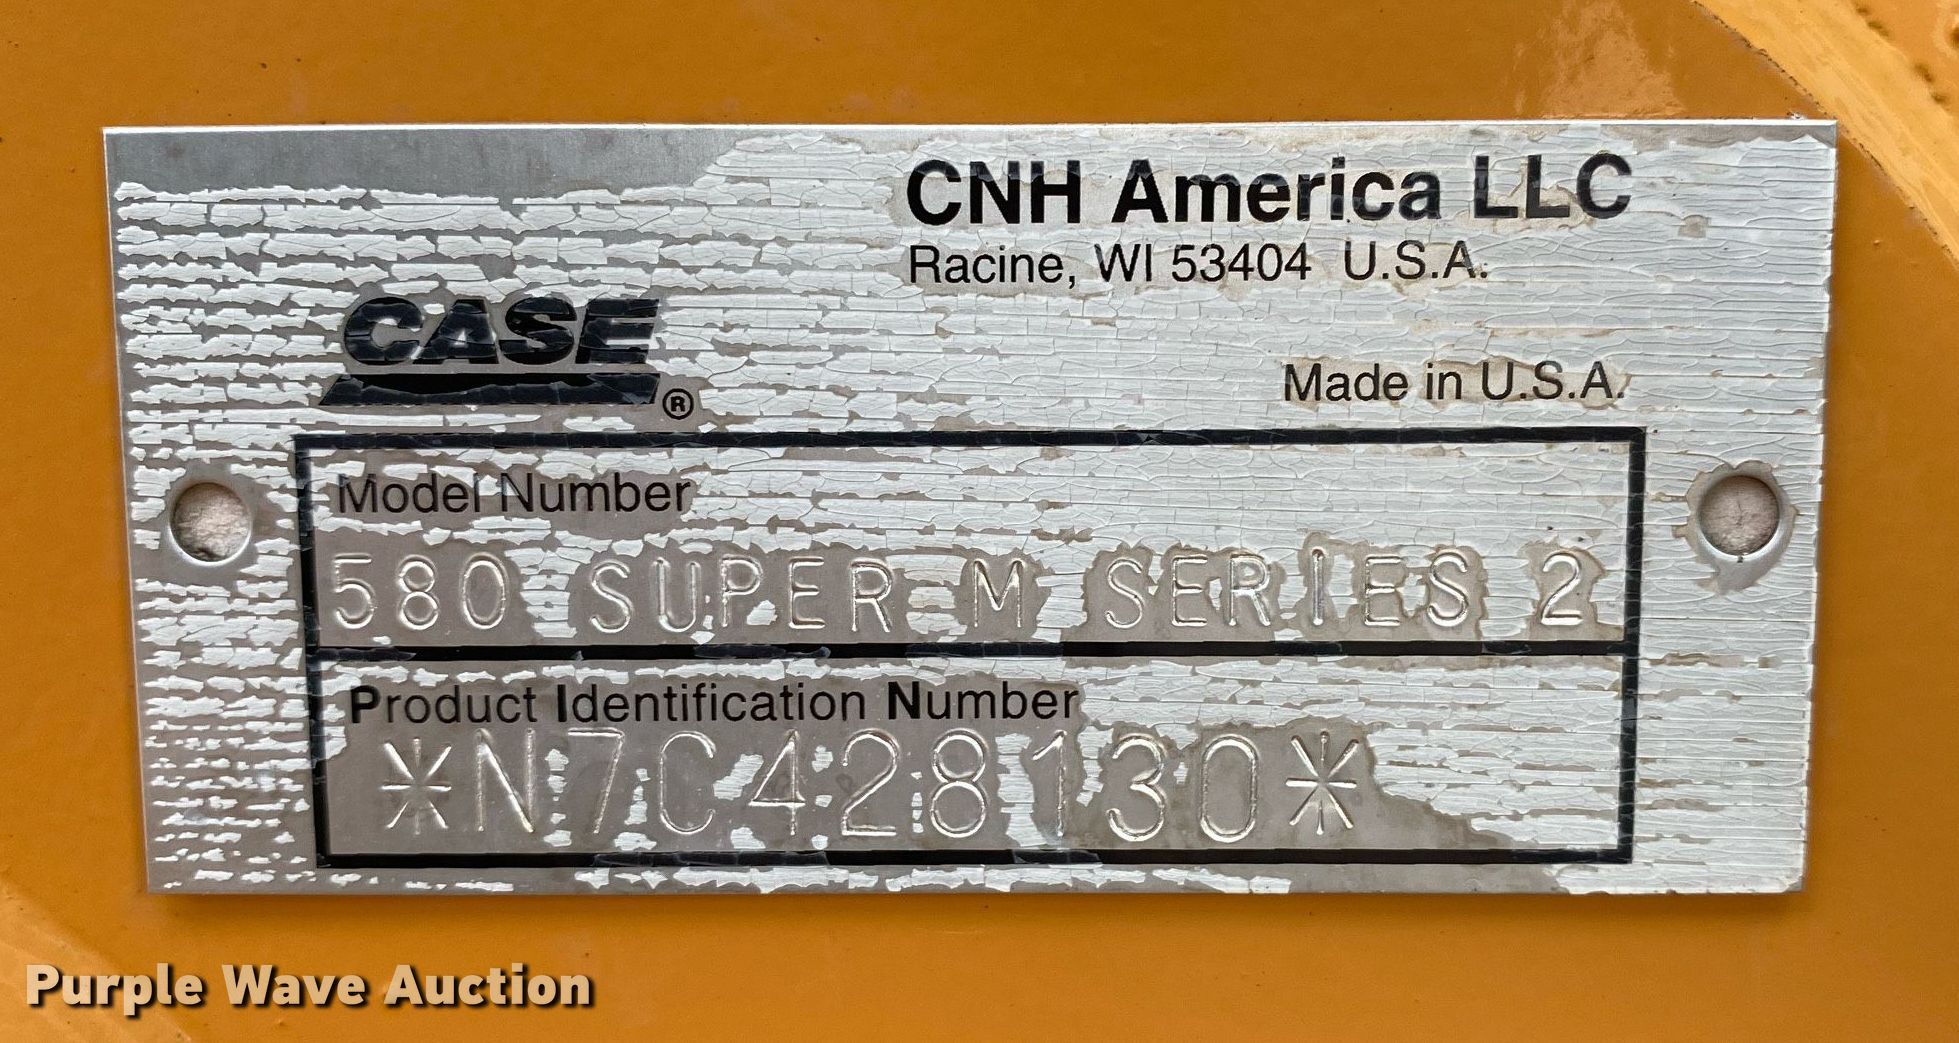 CNH America LLC
Racine, WI 53404 U.S.A.
CASE®
Made in U.S.A.
Model Number
580 SUPER M SERIES 2
Product Identification Number
*N7C428130*
Purple Wave Auction